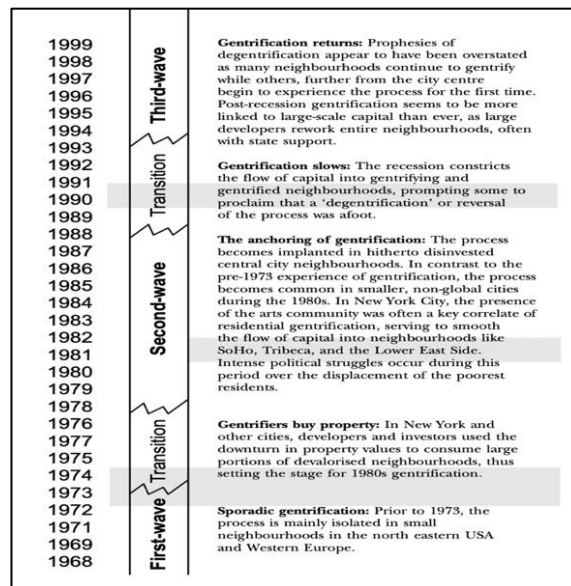 1999
1998
1997
1996
1995
1994
1993
1992
1991
1990
1989
1988
1987
1986
1985
1984
1983
1982
1981
1980
1979
1978
1976
1977
1975
1974
1973
1972
1971
1969
1968
Third-wave
Transition
Second-wave
Transition
First-wave
Gentrification returns: Prophesies of
degentrification appear to have been overstated
as many neighbourhoods continue to gentrify
while others, further from the city centre
begin to experience the process for the first time.
Post-recession gentrification seems to be more
linked to large-scale capital than ever, as large
developers rework entire neighbourhoods, often
with state support.
Gentrification slows: The recession constricts
the flow of capital into gentrifying and
gentrified neighbourhoods, prompting some to
proclaim that a ‘degentrification’ or reversal
of the process was afoot.
The anchoring of gentrification: The process
becomes implanted in hitherto disinvested
central city neighbourhoods. In contrast to the
pre-1973 experience of gentrification, the process
becomes common in smaller, non-global cities
during the 1980s. In New York City, the presence
of the arts community was often a key correlate of
residential gentrification, serving to smooth
the flow of capital into neighbourhoods like
SoHo, Tribeca, and the Lower East Side.
Intense political struggles occur during this
period over the displacement of the poorest
residents.
Gentrifiers buy property: In New York and
other cities, developers and investors used the
downturn in property values to consume large
portions of devalorised neighbourhoods, thus
setting the stage for 1980s gentrification.
Sporadic gentrification: Prior to 1973, the
process is mainly isolated in small
neighbourhoods in the north eastern USA
and Western Europe.